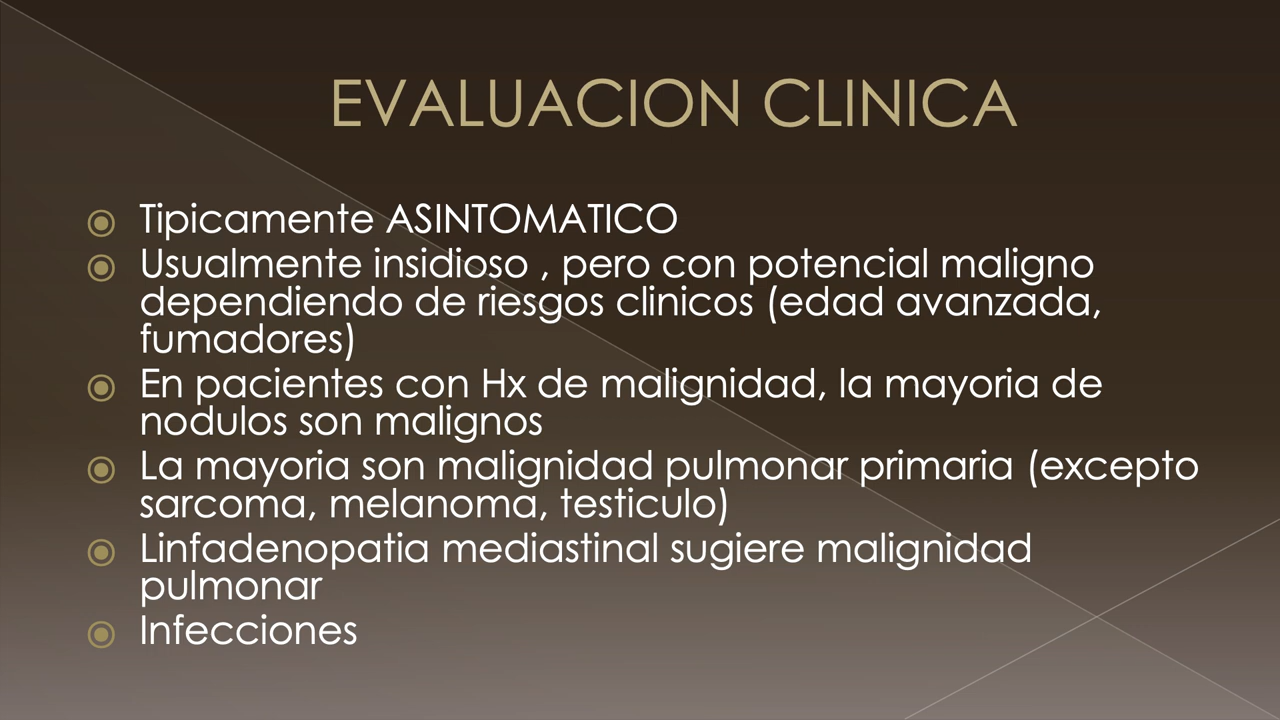 EVALUACION CLINICA
Tipicamente ASINTOMATICO
Usualmente insidioso , pero con potencial maligno
dependiendo de riesgos clinicos (edad avanzada,
fumadores)
En pacientes con Hx de malignidad, la mayoria de
nodulos son malignos
La mayoria son malignidad pulmonar primaria (excepto
sarcoma, melanoma, testiculo)
Linfadenopatia mediastinal sugiere malignidad
pulmonar
Infecciones